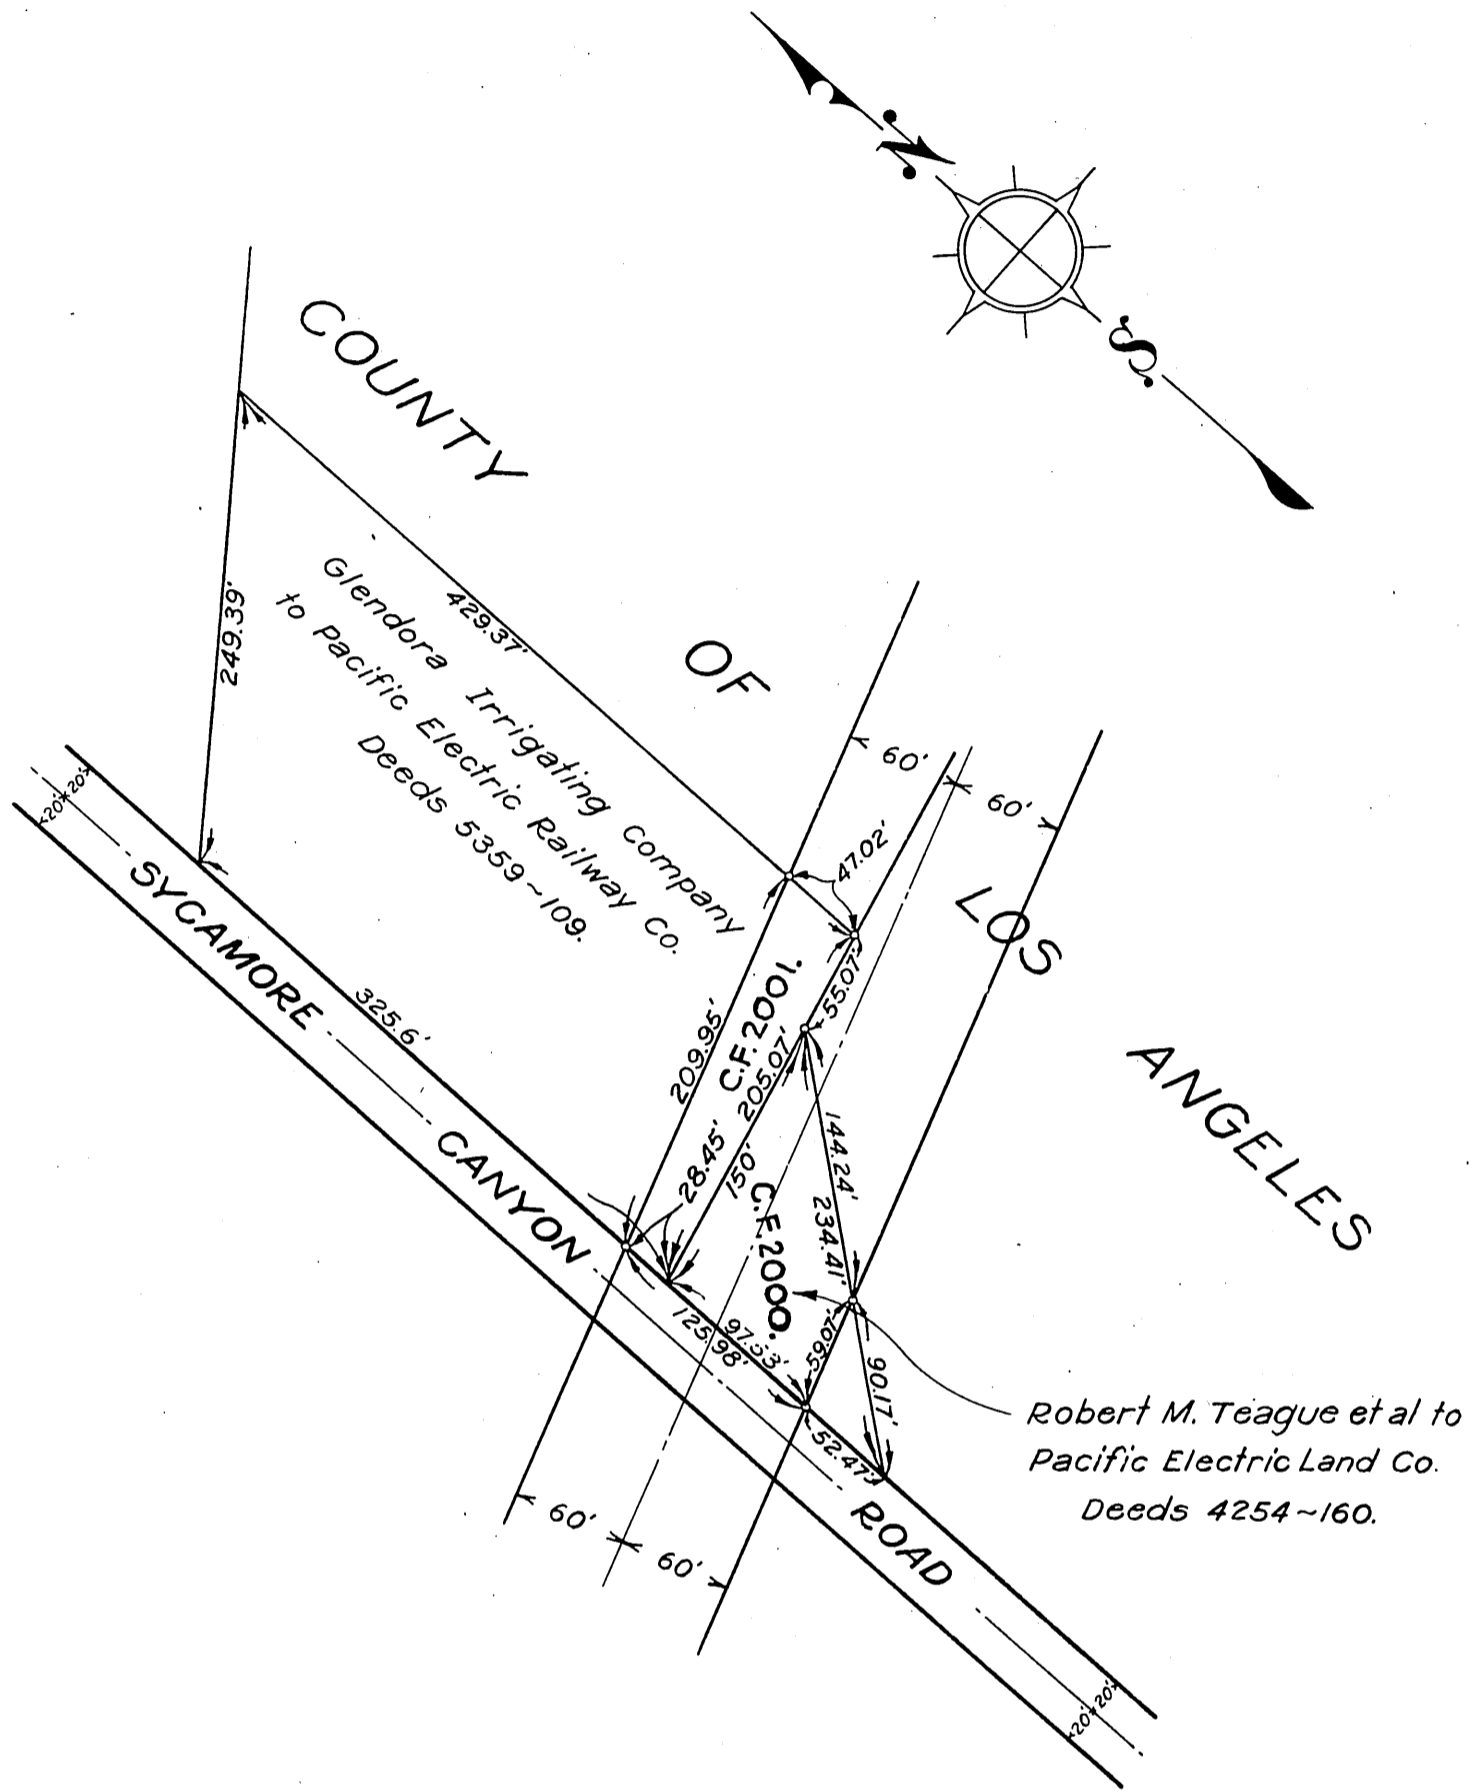 N.
S.
COUNTY
OF
LOS
ANGELES
Glendora Irrigating Company
to Pacific Electric Railway Co.
Deeds 5359~109.
249.39'
429.37'
60'
60'
47.02'
20' 20'
SYCAMORE
CANYON
ROAD
325.6'
209.95'
C.F. 2001.
205.07'
55.07'
28.45'
150'
C.F. 2000.
144.24'
234.41'
125.98'
97.53'
59.07'
90.17'
52.47'
Robert M. Teague et al to
Pacific Electric Land Co.
Deeds 4254~160.
60'
60'
20' 20'